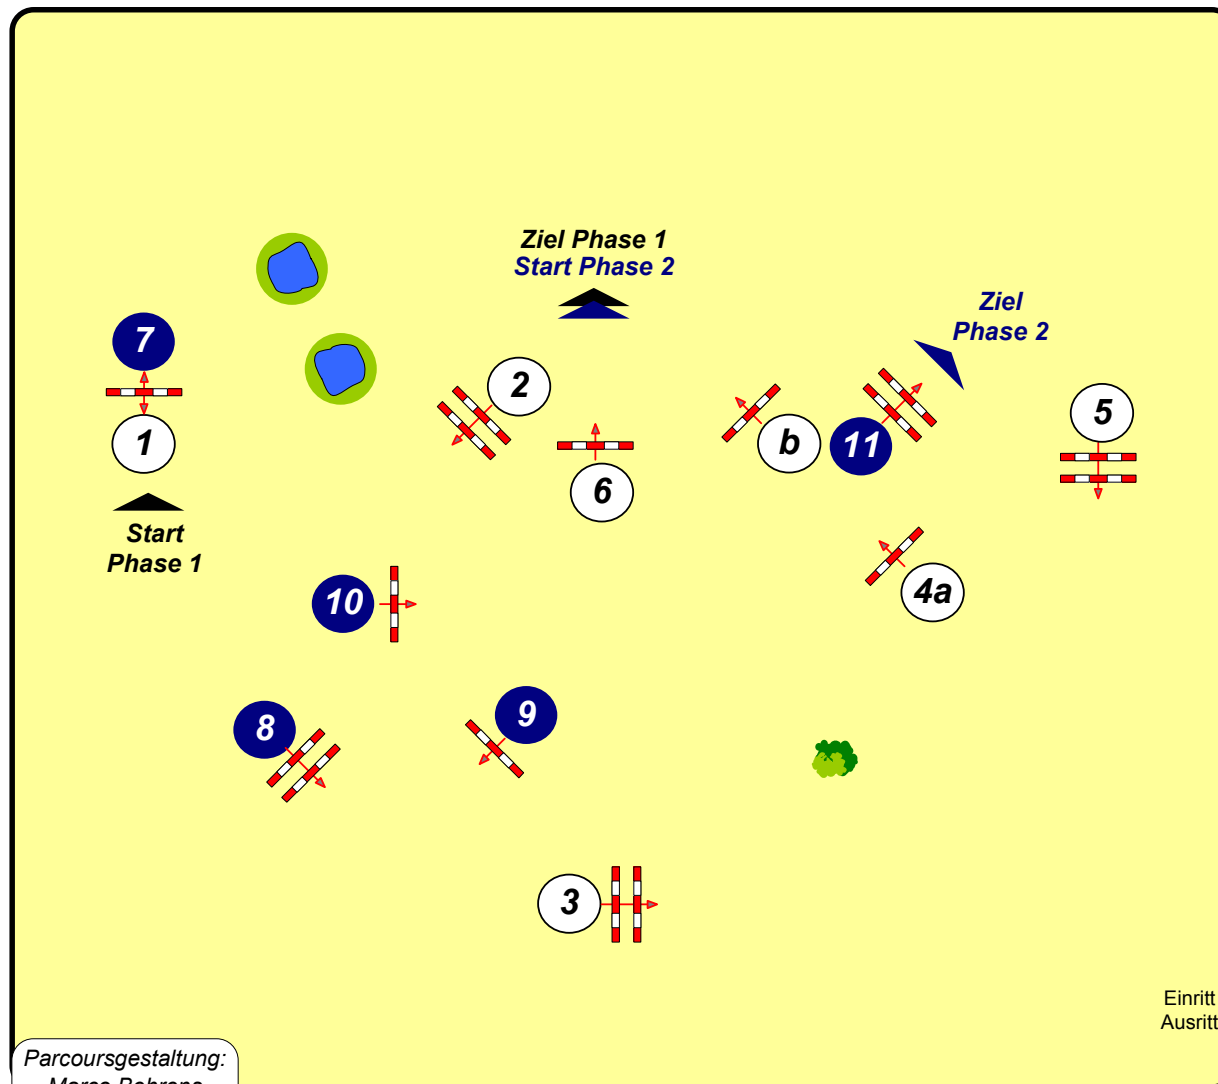 Ziel Phase 1
Start Phase 2
Ziel
Phase 2
7
1
2
b
11
5
6
Start
Phase 1
10
4a
8
9
3
Einritt
Ausritt
Parcoursgestaltung: